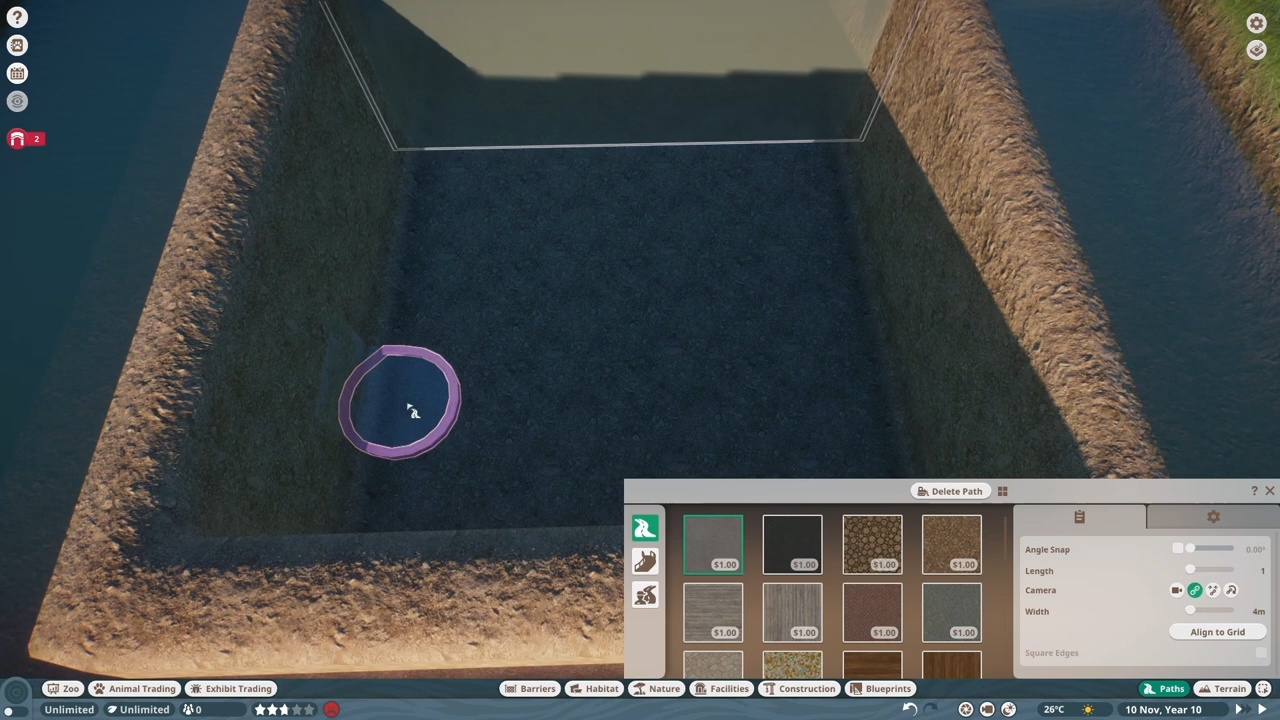 2
Delete Path
?
$1.00 $1.00 $1.00 $1.00
$1.00 $1.00 $1.00 $1.00
Angle Snap 0.00°
Length 1
Camera
Width 4m
Align to Grid
Square Edges
Zoo Animal Trading Exhibit Trading Barriers Habitat Nature Facilities Construction Blueprints Paths Terrain
Unlimited Unlimited 0 26°C 10 Nov, Year 10